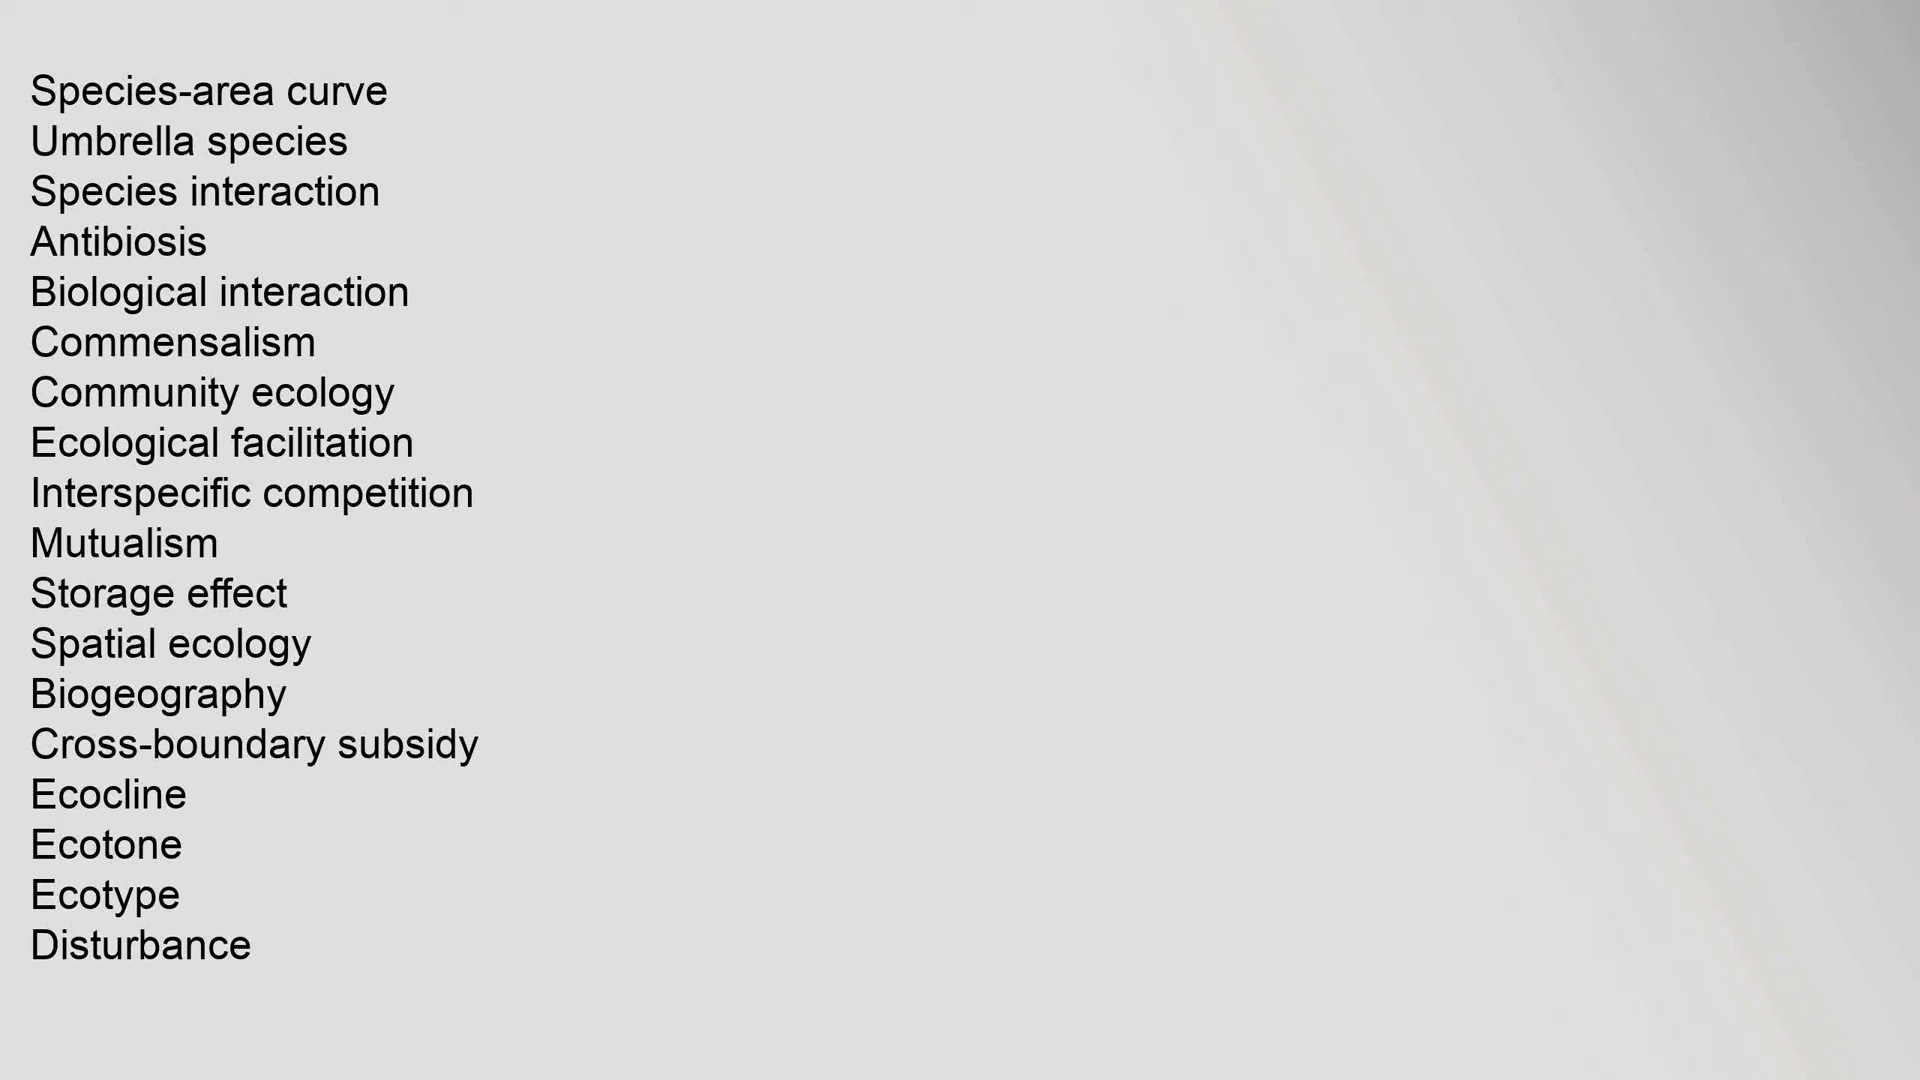 Species-area curve
Umbrella species
Species interaction
Antibiosis
Biological interaction
Commensalism
Community ecology
Ecological facilitation
Interspecific competition
Mutualism
Storage effect
Spatial ecology
Biogeography
Cross-boundary subsidy
Ecocline
Ecotone
Ecotype
Disturbance